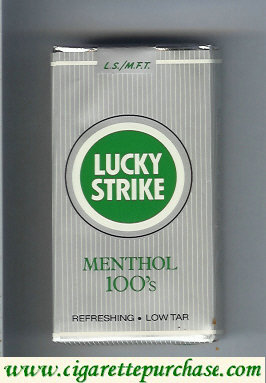 L.S./M.F.T.
LUCKY
STRIKE
MENTHOL
100's
REFRESHING • LOW TAR
www.cigarettepurchase.com